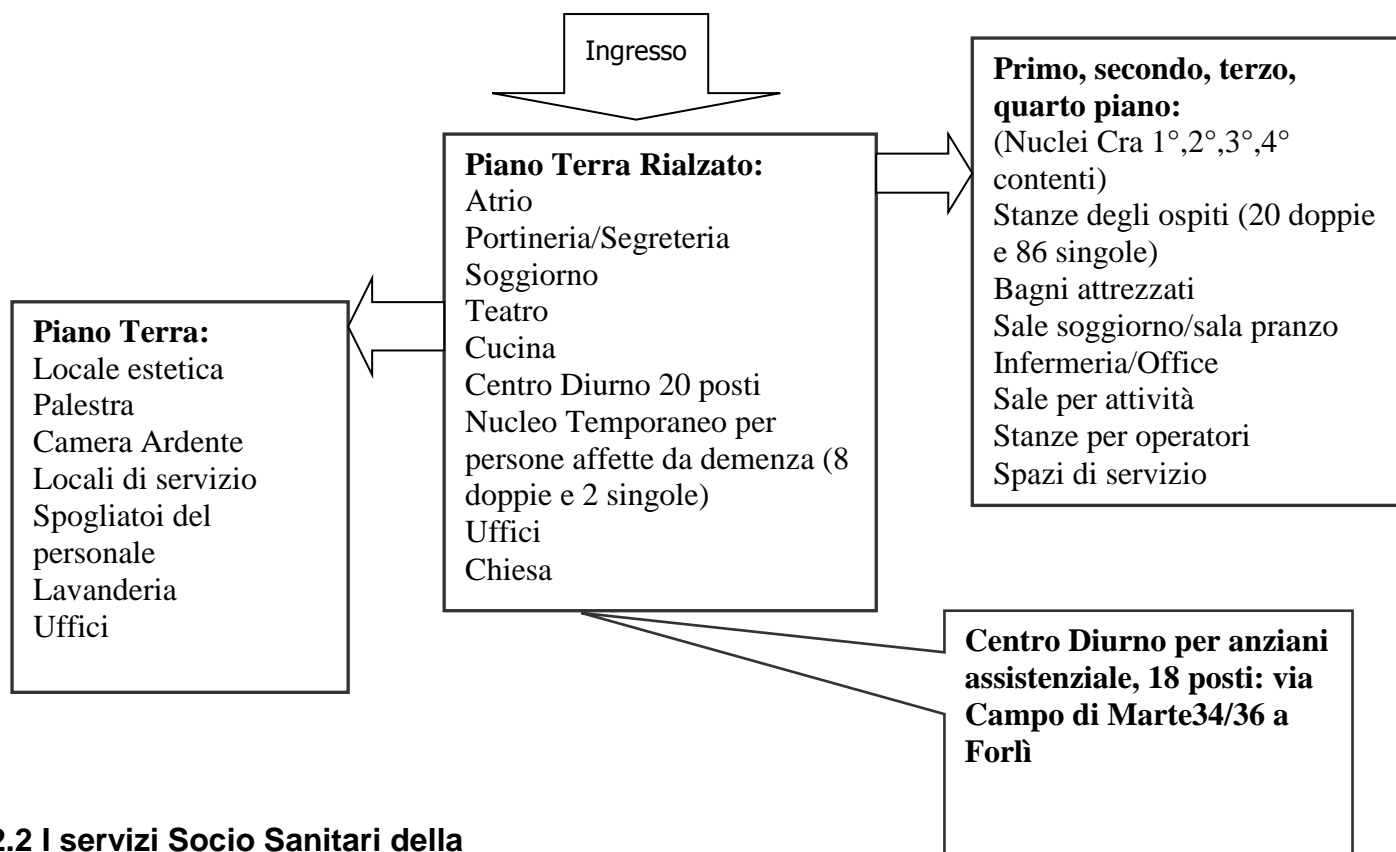 Ingresso
Primo, secondo, terzo,
quarto piano:
(Nuclei Cra 1°,2°,3°,4°
contenti)
Stanze degli ospiti (20 doppie
e 86 singole)
Bagni attrezzati
Sale soggiorno/sala pranzo
Infermeria/Office
Sale per attività
Stanze per operatori
Spazi di servizio
Piano Terra Rialzato:
Atrio
Portineria/Segreteria
Soggiorno
Teatro
Cucina
Centro Diurno 20 posti
Nucleo Temporaneo per
persone affette da demenza (8
doppie e 2 singole)
Uffici
Chiesa
Piano Terra:
Locale estetica
Palestra
Camera Ardente
Locali di servizio
Spogliatoi del
personale
Lavanderia
Uffici
Centro Diurno per anziani
assistenziale, 18 posti: via
Campo di Marte34/36 a
Forlì
2.2 I servizi Socio Sanitari della